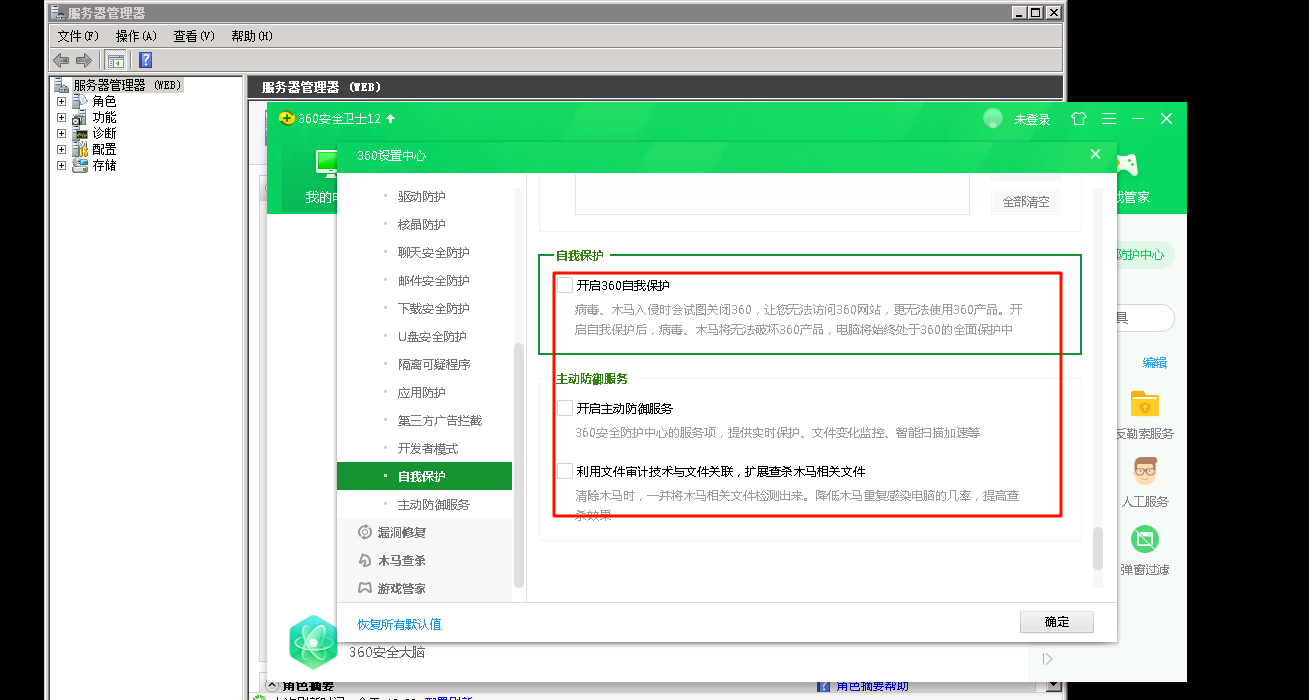 服务器管理器
文件(F) 操作(A) 查看(V) 帮助(H)
服务器管理器 (WEB)
角色
功能
诊断
配置
存储
服务器管理器 (WEB)
360安全卫士12
未登录
我的
管家
360设置中心
驱动防护
核晶防护
聊天安全防护
邮件安全防护
下载安全防护
U盘安全防护
隔离可疑程序
应用防护
第三方广告拦截
开发者模式
自我保护
主动防御服务
漏洞修复
木马查杀
游戏管家
全部清空
自我保护
开启360自我保护
病毒、木马入侵时会试图关闭360，让您无法访问360网站，更无法使用360产品。开
启自我保护后，病毒、木马将无法破坏360产品，电脑将始终处于360的全面保护中
主动防御服务
开启主动防御服务
360安全防护中心的服务项，提供实时保护、文件变化监控、智能扫描加速等
利用文件审计技术与文件关联，扩展查杀木马相关文件
清除木马时，一并将木马相关文件检测出来。降低木马重复感染电脑的几率，提高查
杀效果
恢复所有默认值
确定
防护中心
具
编辑
反勒索服务
人工服务
弹窗过滤
360安全大脑
角色摘要
角色摘要帮助